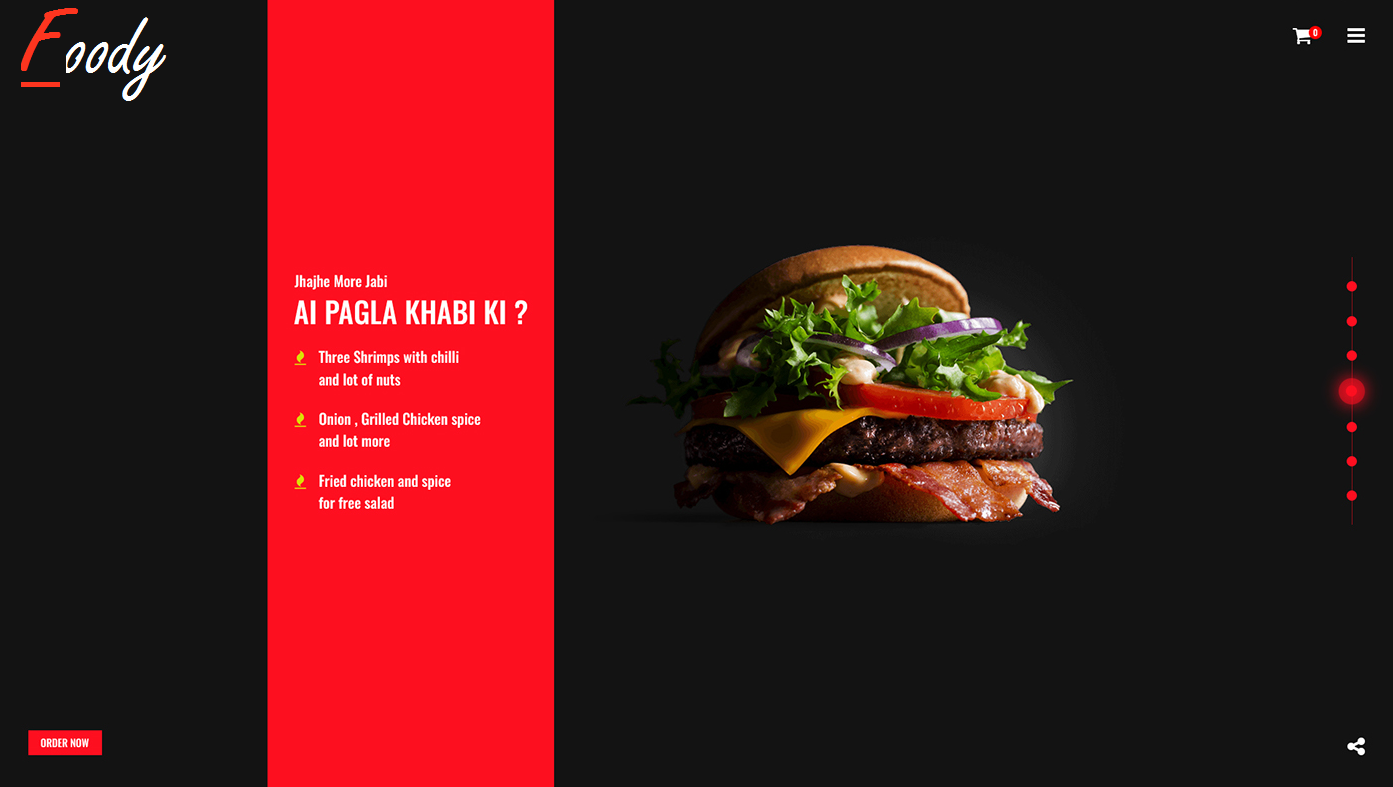 Foody
0
Jhajhe More Jabi
AI PAGLA KHABI KI ?
Three Shrimps with chilli
and lot of nuts
Onion , Grilled Chicken spice
and lot more
Fried chicken and spice
for free salad
ORDER NOW